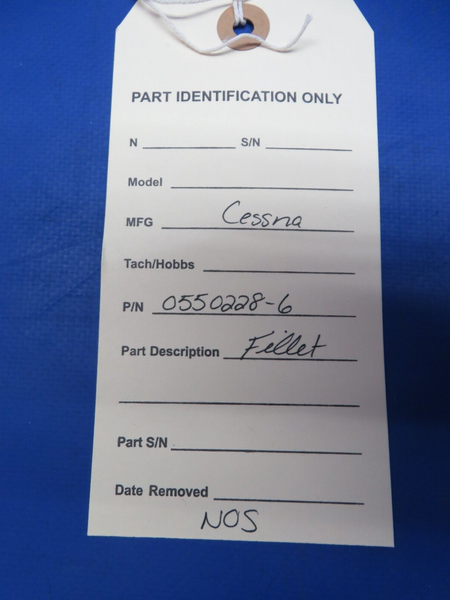 PART IDENTIFICATION ONLY
N S/N
Model
MFG Cessna
Tach/Hobbs
P/N 0550228-6
Part Description Fillet
Part S/N
Date Removed
NOS